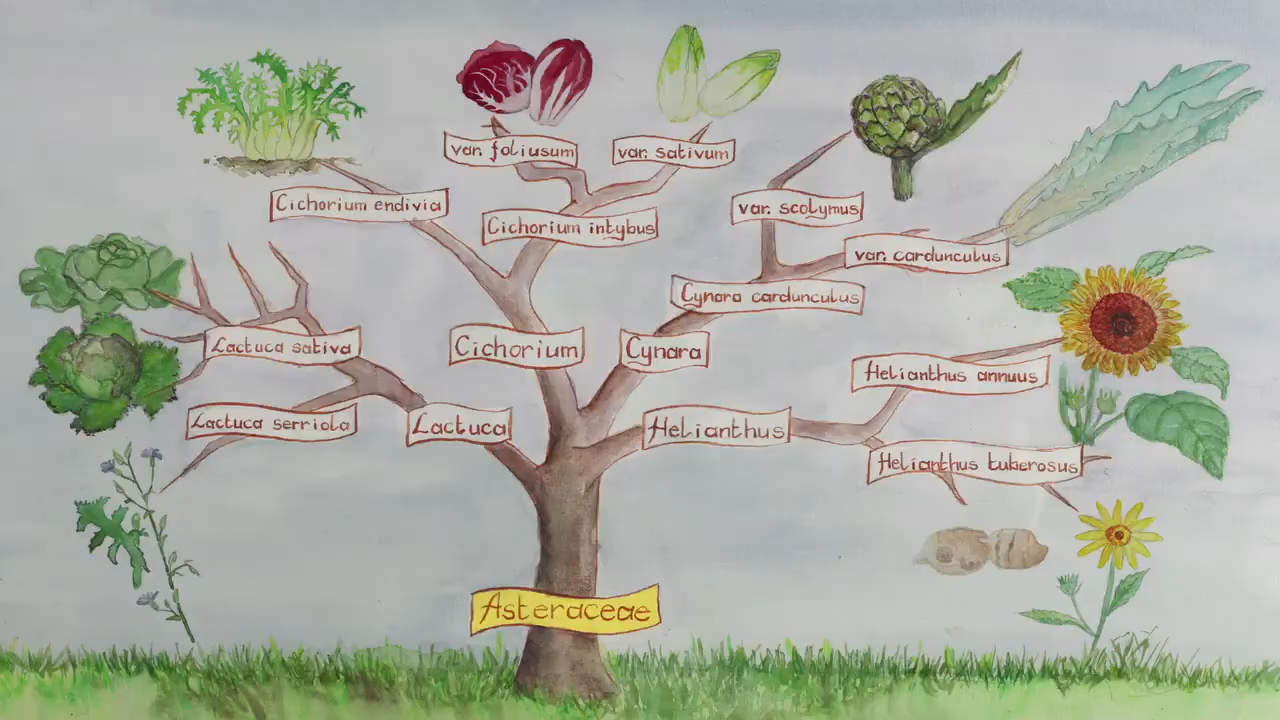 var. foliusum
var. sativum
Cichorium endivia
Cichorium intybus
var. scolymus
var. cardunculus
Cynara cardunculus
Lactuca sativa
Cichorium
Cynara
Helianthus annuus
Lactuca serriola
Lactuca
Helianthus
Helianthus tuberosus
Asteraceae